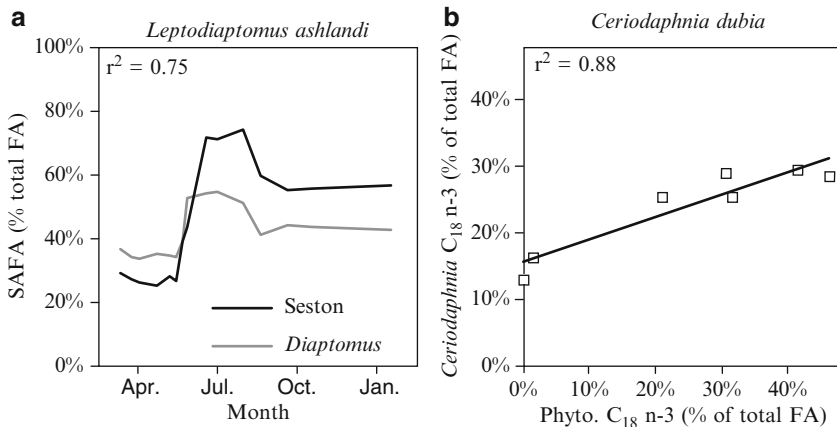 a
Leptodiaptomus ashlandi
r² = 0.75
SAFA (% total FA)
100%
80%
60%
40%
20%
0%
Seston
Diaptomus
Apr. Jul. Oct. Jan.
Month
b
Ceriodaphnia dubia
r² = 0.88
Ceriodaphnia C₁₈ n-3 (% of total FA)
40%
30%
20%
10%
0%
0% 10% 20% 30% 40%
Phyto. C₁₈ n-3 (% of total FA)